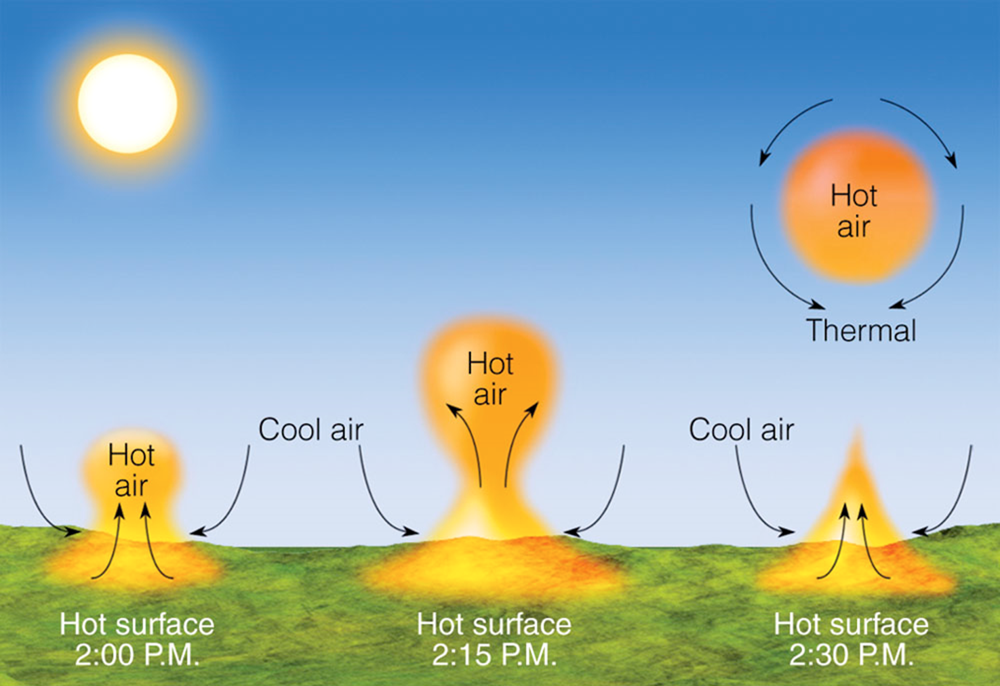 Hot
air
Cool air
Hot surface
2:00 P.M.
Hot
air
Hot surface
2:15 P.M.
Hot
air
Thermal
Cool air
Hot surface
2:30 P.M.